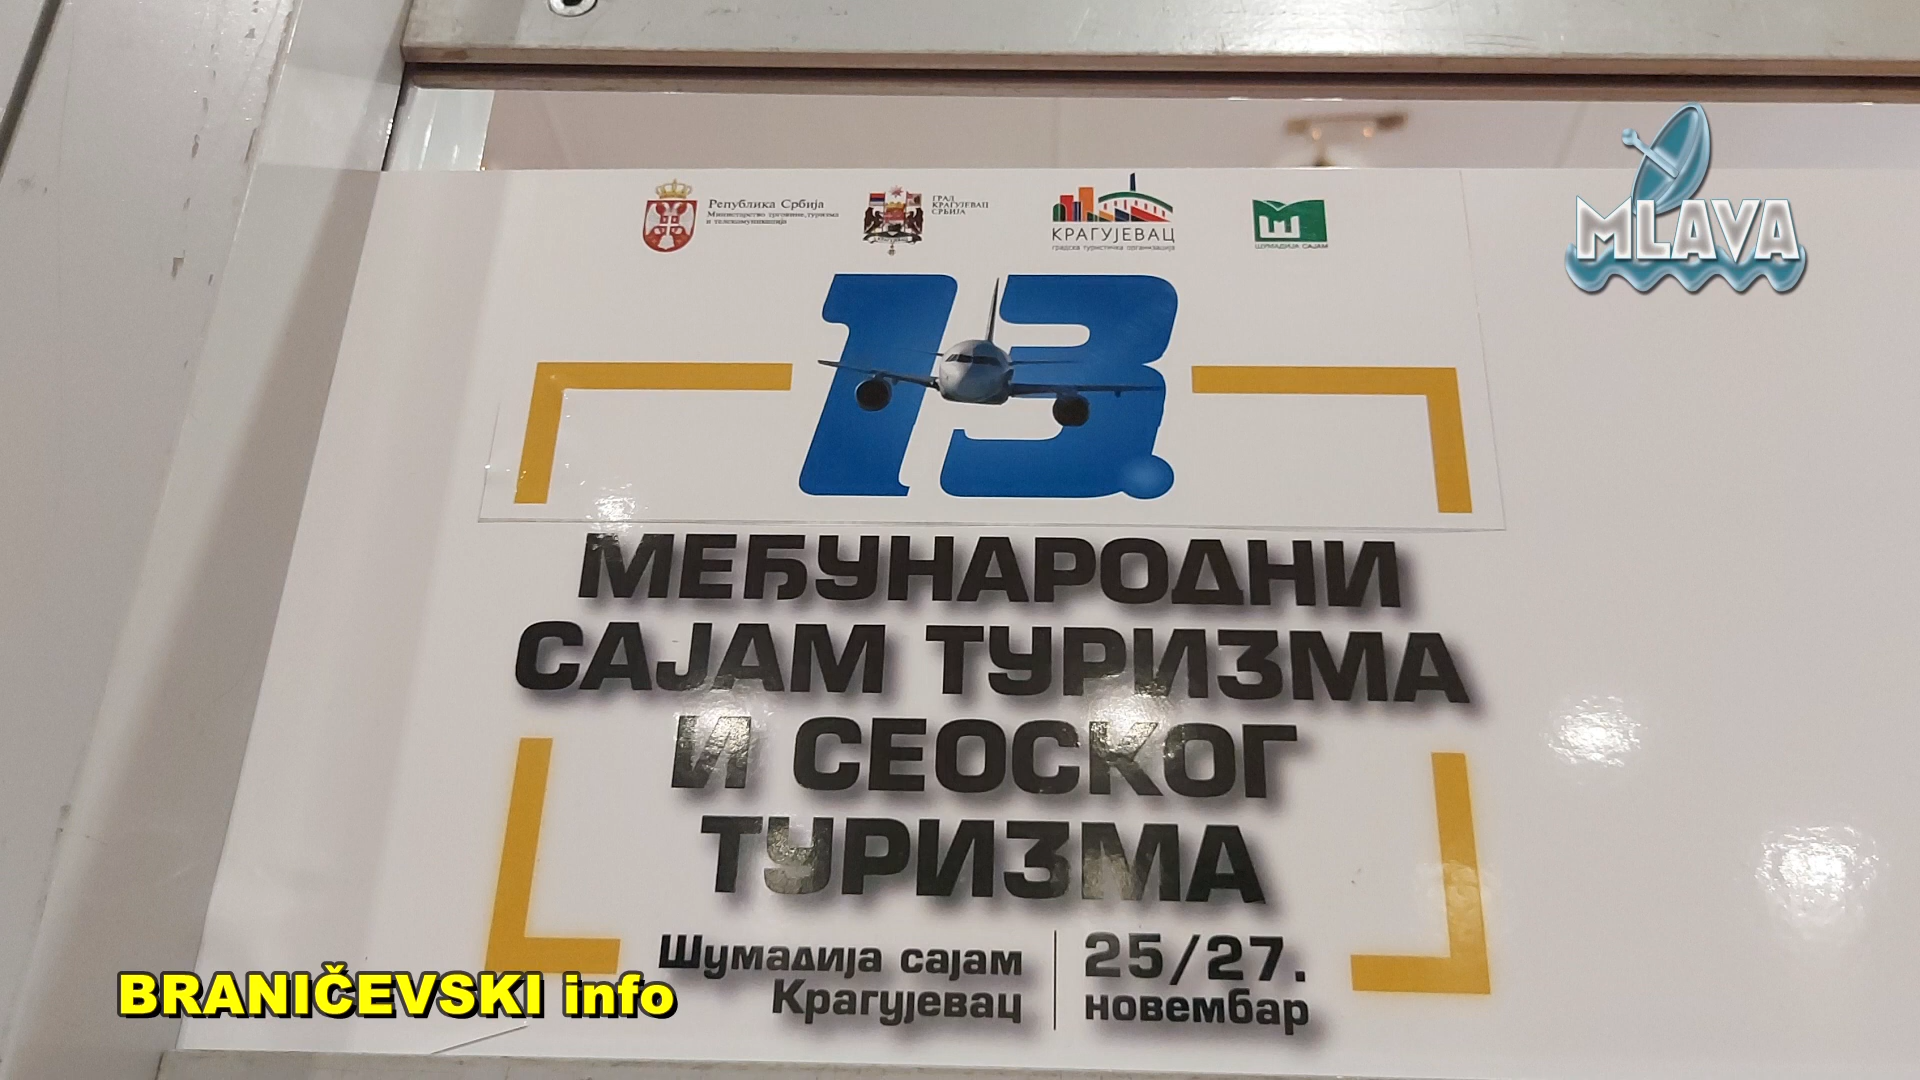 Република Србија
Министарство трговине, туризма
и телекомуникација
ГРАД
КРАГУЈЕВАЦ
СРБИЈА
КРАГУЈЕВАЦ
КРАГУЈЕВАЦ
градска туристичка организација
Ш
ШУМАДИЈА САЈАМ
MLAVA
13.
МЕЂУНАРОДНИ
САЈАМ ТУРИЗМА
И СЕОСКОГ
ТУРИЗМА
Шумадија сајам
Крагујевац
25/27.
новембар
BRANIČEVSKI info